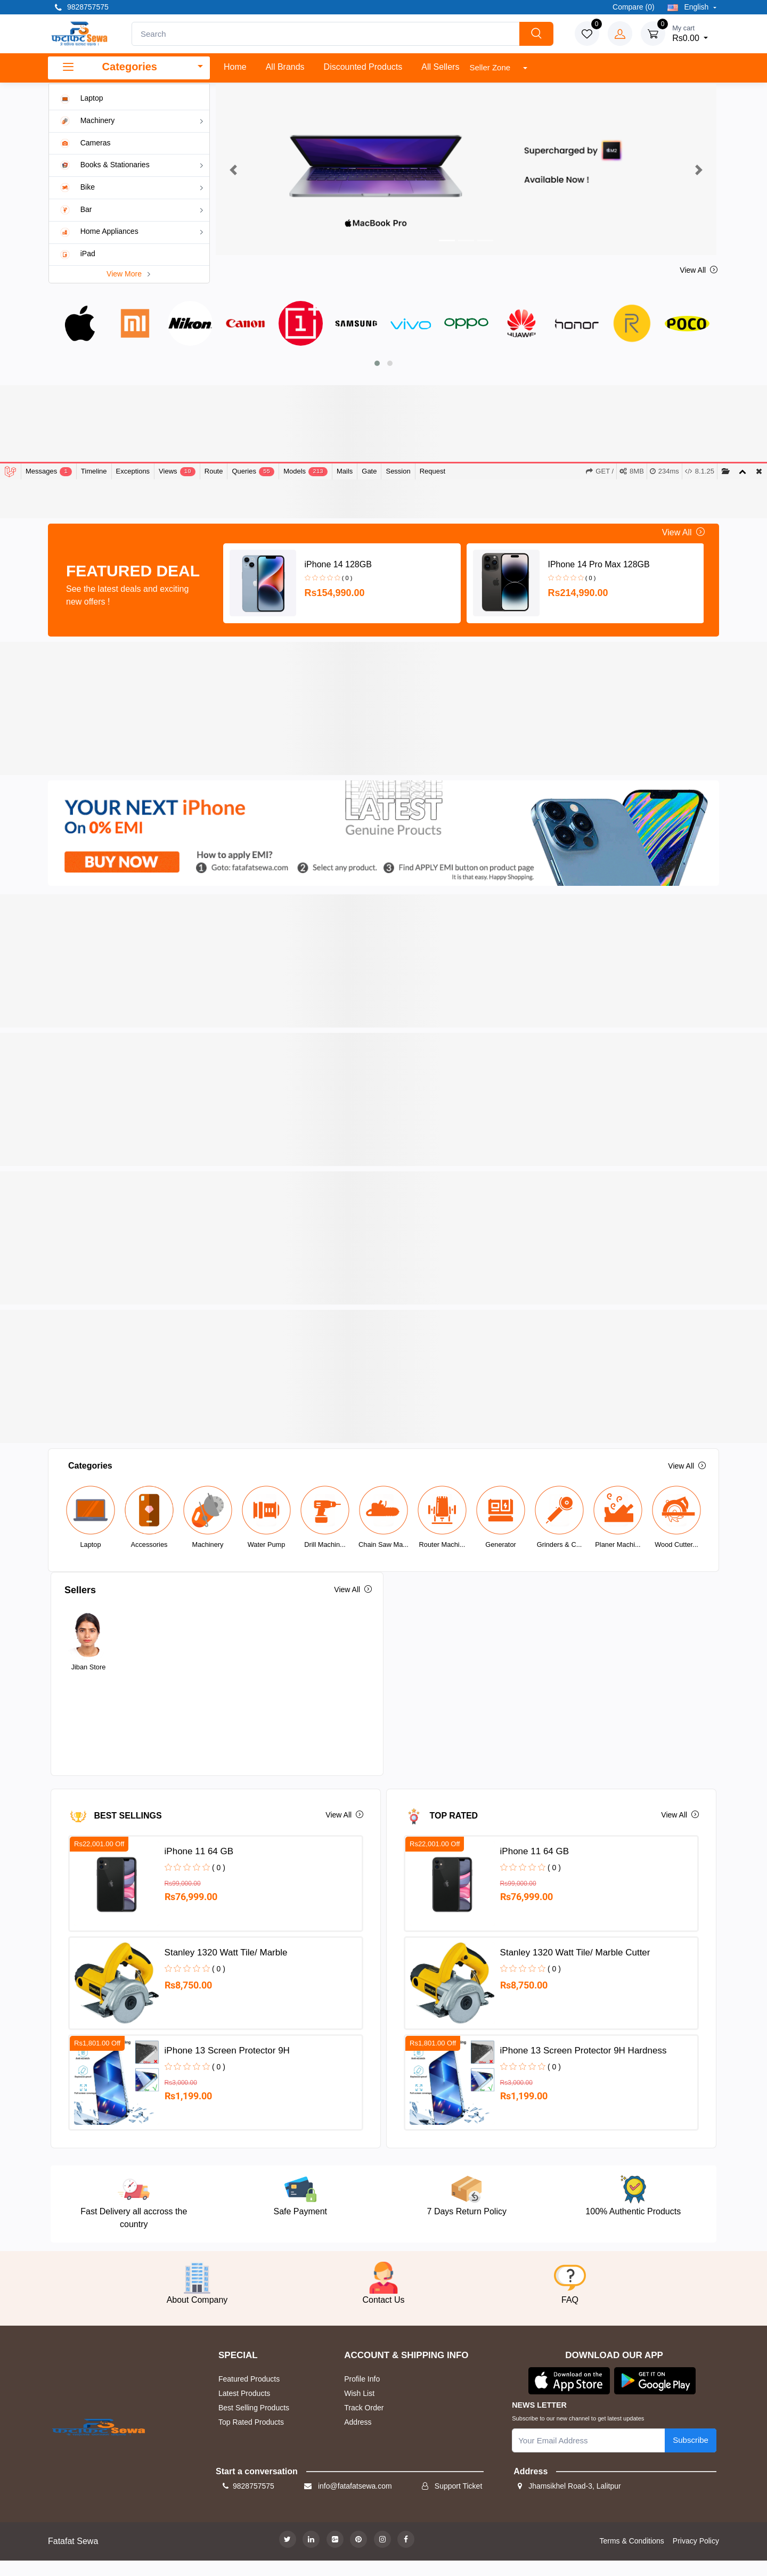 9828757575
Compare (0)
English
फटाफट Sewa
Search
0
0
My cart
Rs0.00
Categories
Home
All Brands
Discounted Products
All Sellers
Seller Zone
Laptop
Machinery
Cameras
Books & Stationaries
Bike
Bar
Home Appliances
iPad
View More
MacBook Pro
Supercharged by M2
Available Now !
View All
mi
Nikon
Canon
1
SAMSUNG
vivo
oppo
HUAWEI
honor
R
POCO
Messages 1
Timeline
Exceptions
Views 19
Route
Queries 55
Models 213
Mails
Gate
Session
Request
GET /
8MB
234ms
8.1.25
View All
FEATURED DEAL
See the latest deals and exciting
new offers !
iPhone 14 128GB
( 0 )
Rs154,990.00
IPhone 14 Pro Max 128GB
( 0 )
Rs214,990.00
YOUR NEXT iPhone
On 0% EMI
BUY NOW
LATEST
Genuine Proucts
How to apply EMI?
1 Goto: fatafatsewa.com
2 Select any product.
3 Find APPLY EMI button on product page
It is that easy. Happy Shopping.
Categories
View All
Laptop
Accessories
Machinery
Water Pump
Drill Machin...
Chain Saw Ma...
Router Machi...
Generator
Grinders & C...
Planer Machi...
Wood Cutter...
Sellers
View All
Jiban Store
BEST SELLINGS
View All
Rs22,001.00 Off
iPhone 11 64 GB
( 0 )
Rs99,000.00
Rs76,999.00
Stanley 1320 Watt Tile/ Marble
( 0 )
Rs8,750.00
Rs1,801.00 Off
iPhone 13 Screen Protector 9H
( 0 )
Rs3,000.00
Rs1,199.00
TOP RATED
View All
Rs22,001.00 Off
iPhone 11 64 GB
( 0 )
Rs99,000.00
Rs76,999.00
Stanley 1320 Watt Tile/ Marble Cutter
( 0 )
Rs8,750.00
Rs1,801.00 Off
iPhone 13 Screen Protector 9H Hardness
( 0 )
Rs3,000.00
Rs1,199.00
Fast Delivery all accross the
country
Safe Payment
7 Days Return Policy
100% Authentic Products
About Company
Contact Us
FAQ
फटाफट Sewa
SPECIAL
Featured Products
Latest Products
Best Selling Products
Top Rated Products
ACCOUNT & SHIPPING INFO
Profile Info
Wish List
Track Order
Address
DOWNLOAD OUR APP
Download on the
App Store
GET IT ON
Google Play
NEWS LETTER
Subscribe to our new channel to get latest updates
Your Email Address
Subscribe
Start a conversation
9828757575
info@fatafatsewa.com
Support Ticket
Address
Jhamsikhel Road-3, Lalitpur
Fatafat Sewa
Terms & Conditions
Privacy Policy